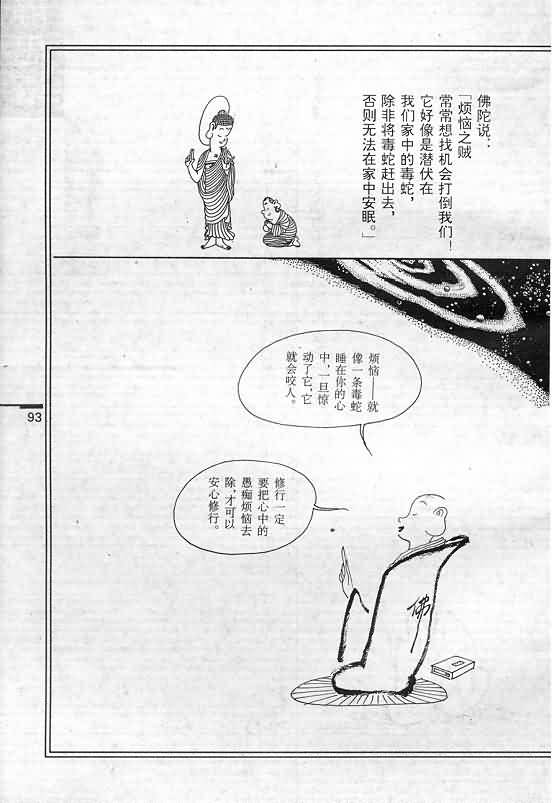 佛陀说：
「烦恼之贼
常常想找机会打倒我们！
它好像是潜伏在
我们家中的毒蛇，
除非将毒蛇赶出去，
否则无法在家中安眠。」
烦恼——就
像一条毒蛇
睡在你的心
中，一旦惊
动了它，它
就会咬人。
修行一定
要把心中的
愚痴烦恼去
除，才可以
安心修行。
佛
93